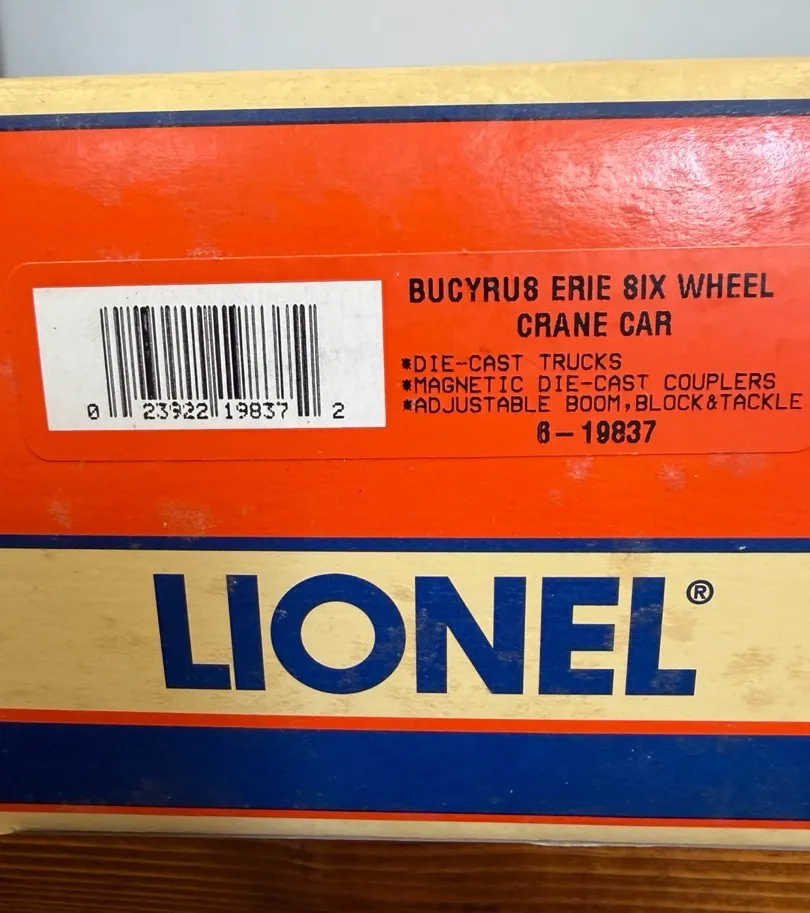 BUCYRUS ERIE SIX WHEEL
CRANE CAR
*DIE-CAST TRUCKS
*MAGNETIC DIE-CAST COUPLERS
*ADJUSTABLE BOOM,BLOCK&TACKLE
6-19837
0 23922 19837 2
LIONEL®